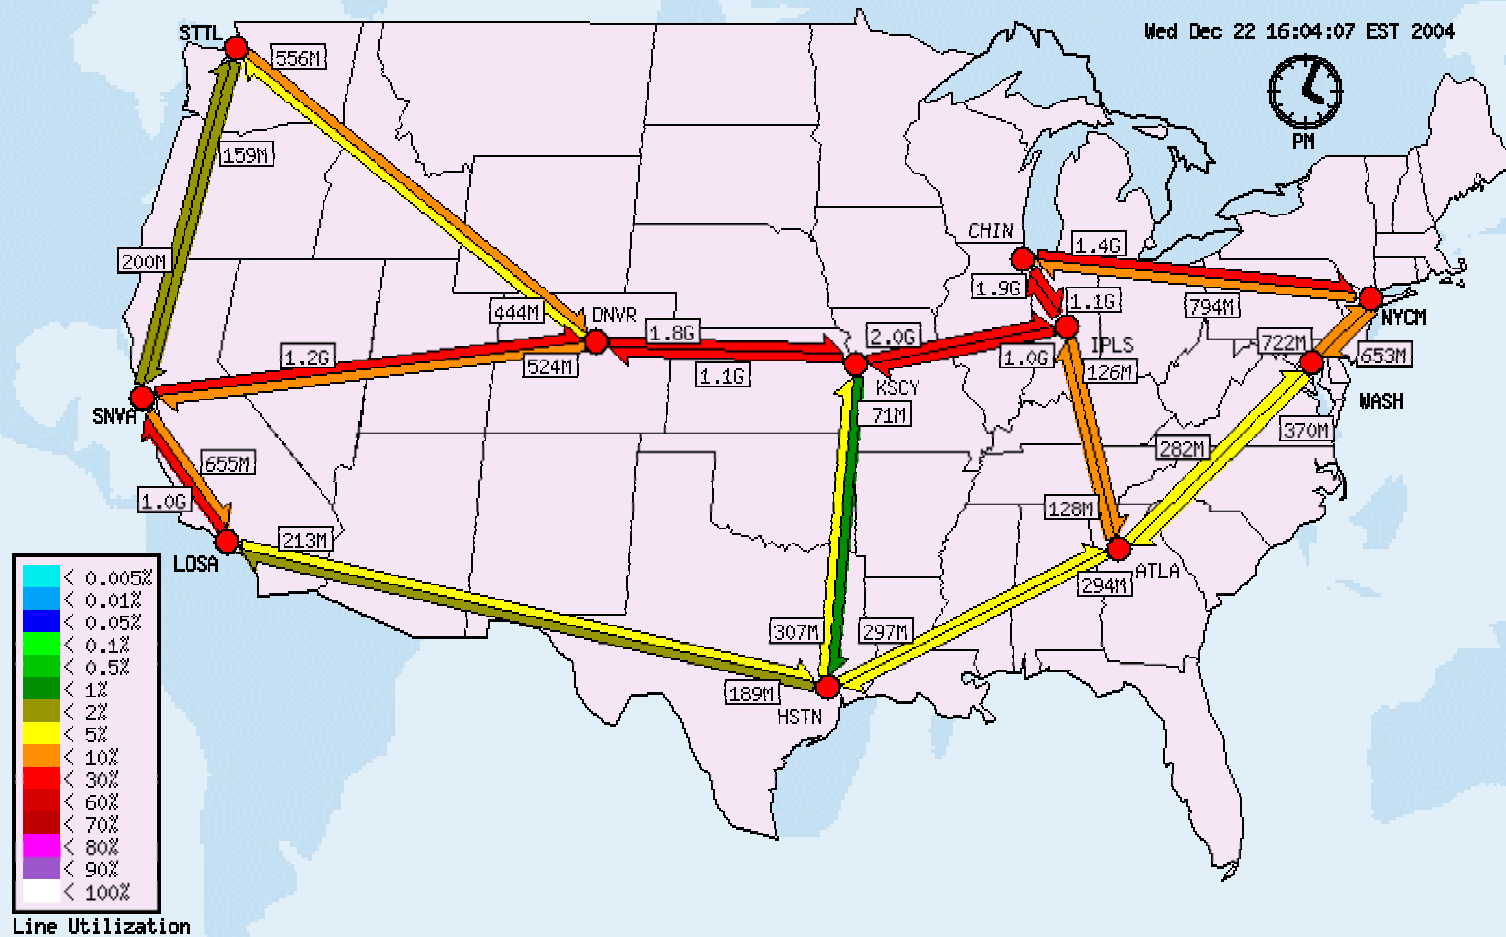 STTL
Wed Dec 22 16:04:07 EST 2004
556M
PM
159M
CHIN
1.4G
200M
1.9G
1.1G
794M
444M
DNVR
NYCM
1.8G
2.0G
722M
IPLS
1.2G
1.0G
653M
524M
1.1G
126M
KSCY
WASH
SNVA
71M
370M
282M
655M
1.0G
128M
213M
LOSA
ATLA
294M
307M
297M
189M
HSTN
< 0.005%
< 0.01%
< 0.05%
< 0.1%
< 0.5%
< 1%
< 2%
< 5%
< 10%
< 30%
< 60%
< 70%
< 80%
< 90%
< 100%
Line Utilization